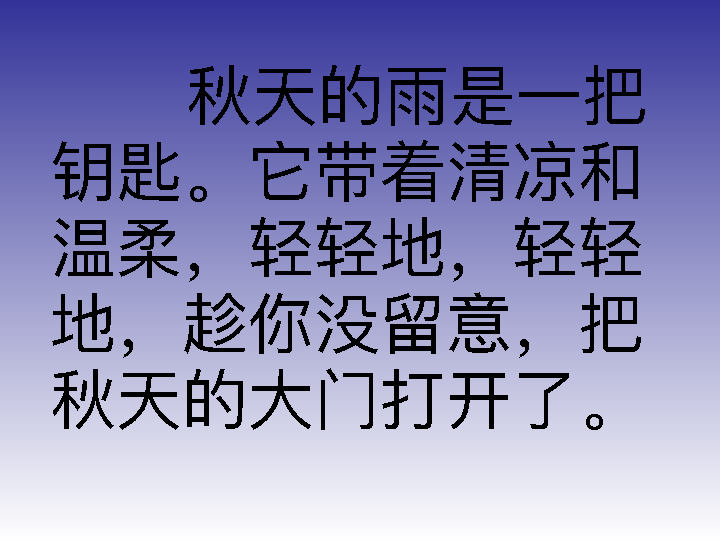 秋天的雨是一把
钥匙。它带着清凉和
温柔，轻轻地，轻轻
地，趁你没留意，把
秋天的大门打开了。